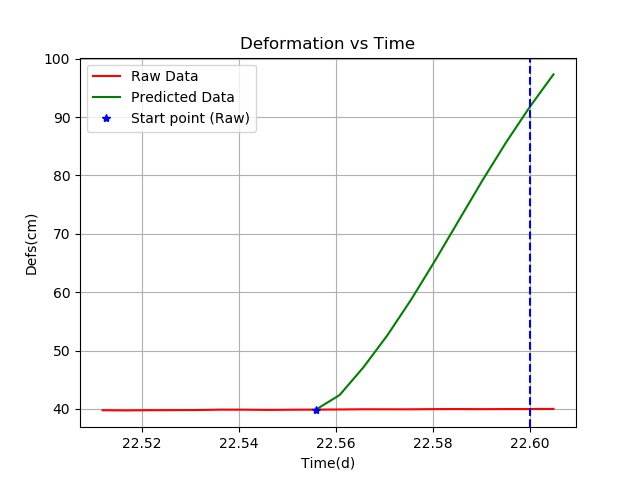 Deformation vs Time
Raw Data
Predicted Data
Start point (Raw)
Defs(cm)
100
90
80
70
60
50
40
22.52 22.54 22.56 22.58 22.60
Time(d)